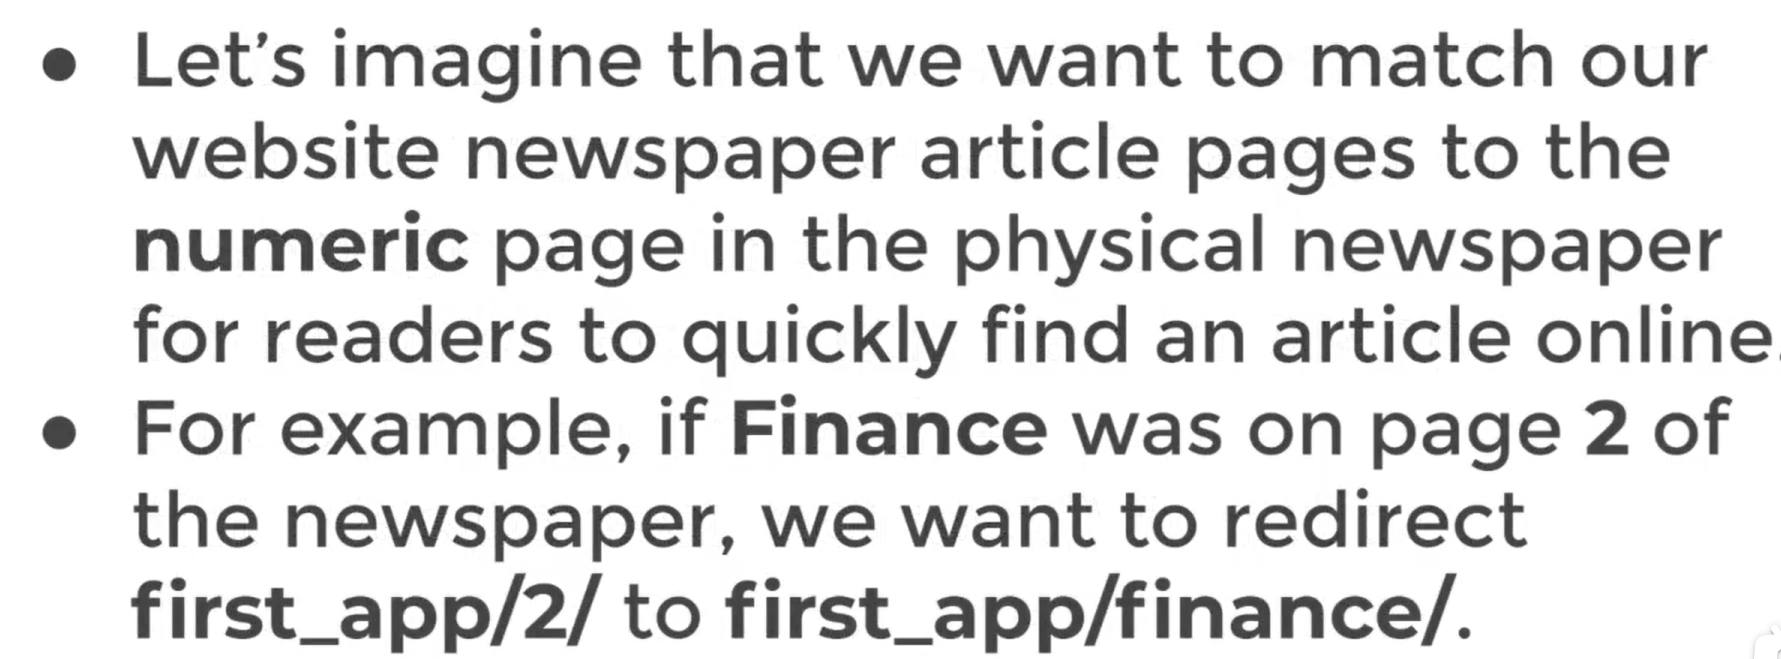 ● Let’s imagine that we want to match our
website newspaper article pages to the
numeric page in the physical newspaper
for readers to quickly find an article online.
● For example, if Finance was on page 2 of
the newspaper, we want to redirect
first_app/2/ to first_app/finance/.